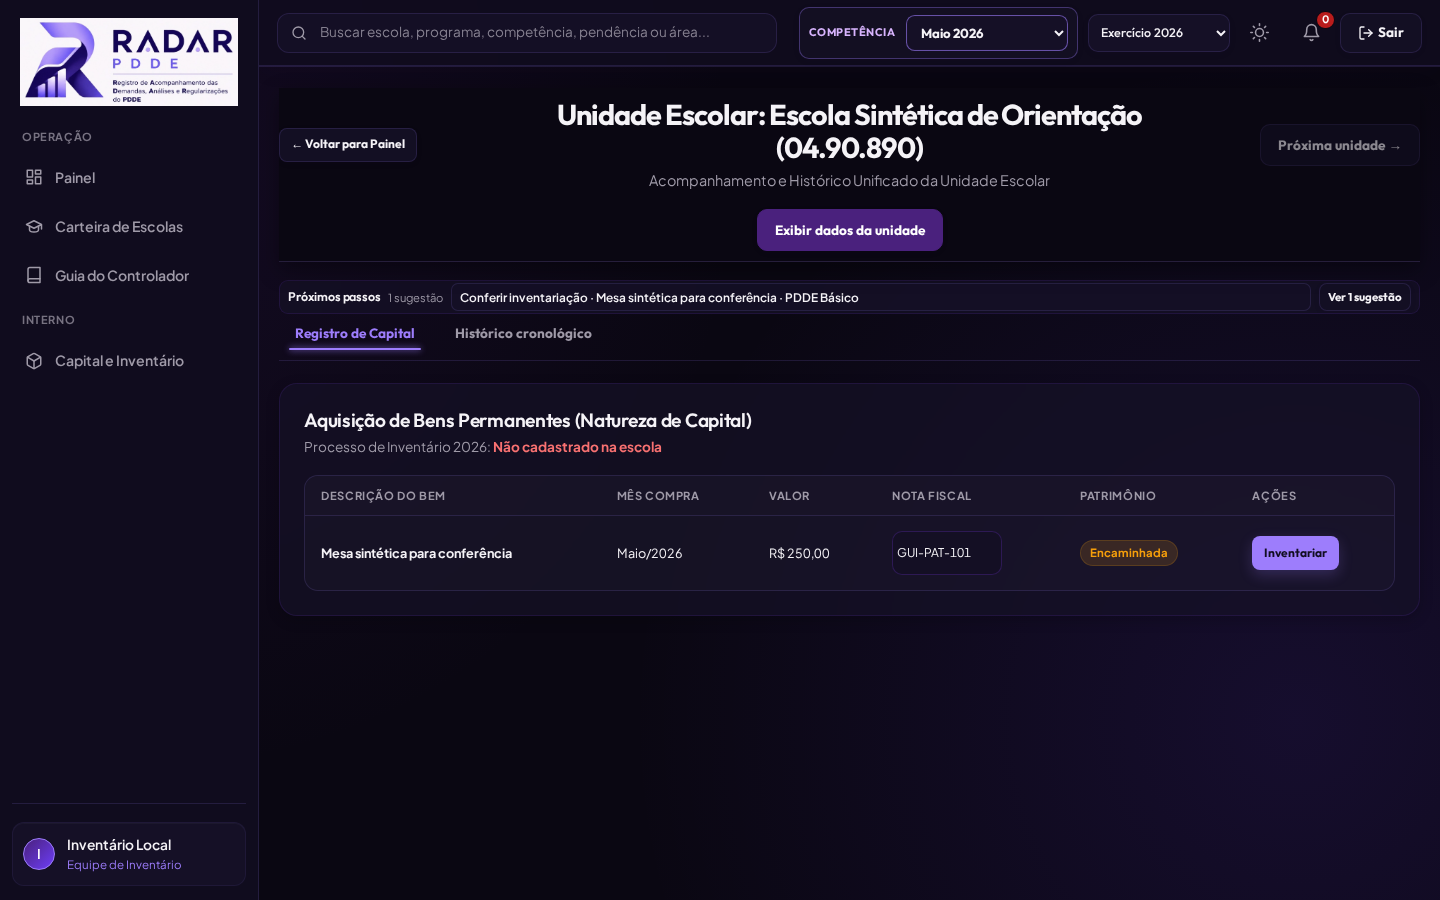 RADAR
PDDE
Registro de Acompanhamento das
Demandas, Análises e Regularizações
do PDDE
OPERAÇÃO
Painel
Carteira de Escolas
Guia do Controlador
INTERNO
Capital e Inventário
Inventário Local
Equipe de Inventário
I
Buscar escola, programa, competência, pendência ou área...
COMPETÊNCIA
Maio 2026
Exercício 2026
0
Sair
← Voltar para Painel
Unidade Escolar: Escola Sintética de Orientação
(04.90.890)
Acompanhamento e Histórico Unificado da Unidade Escolar
Exibir dados da unidade
Próxima unidade →
Próximos passos 1 sugestão Conferir inventariação · Mesa sintética para conferência · PDDE Básico Ver 1 sugestão
Registro de Capital Histórico cronológico
Aquisição de Bens Permanentes (Natureza de Capital)
Processo de Inventário 2026: Não cadastrado na escola
DESCRIÇÃO DO BEM MÊS COMPRA VALOR NOTA FISCAL PATRIMÔNIO AÇÕES
Mesa sintética para conferência Maio/2026 R$ 250,00 GUI-PAT-101 Encaminhada Inventariar